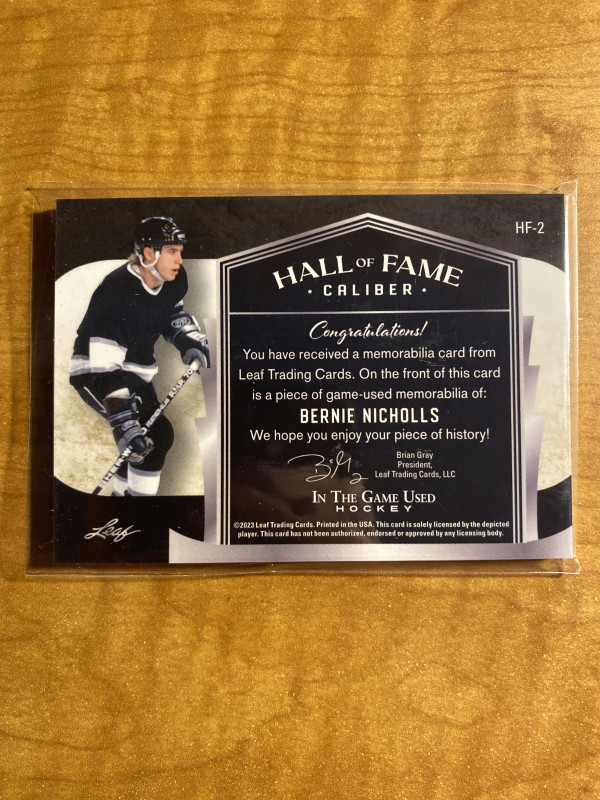 HF-2
HALL OF FAME
• CALIBER •
Congratulations!
You have received a memorabilia card from
Leaf Trading Cards. On the front of this card
is a piece of game-used memorabilia of:
BERNIE NICHOLLS
We hope you enjoy your piece of history!
Brian Gray
President,
Leaf Trading Cards, LLC
IN THE GAME USED
HOCKEY
©2023 Leaf Trading Cards. Printed in the USA. This card is solely licensed by the depicted
player. This card has not been authorized, endorsed or approved by any licensing body.
Leaf